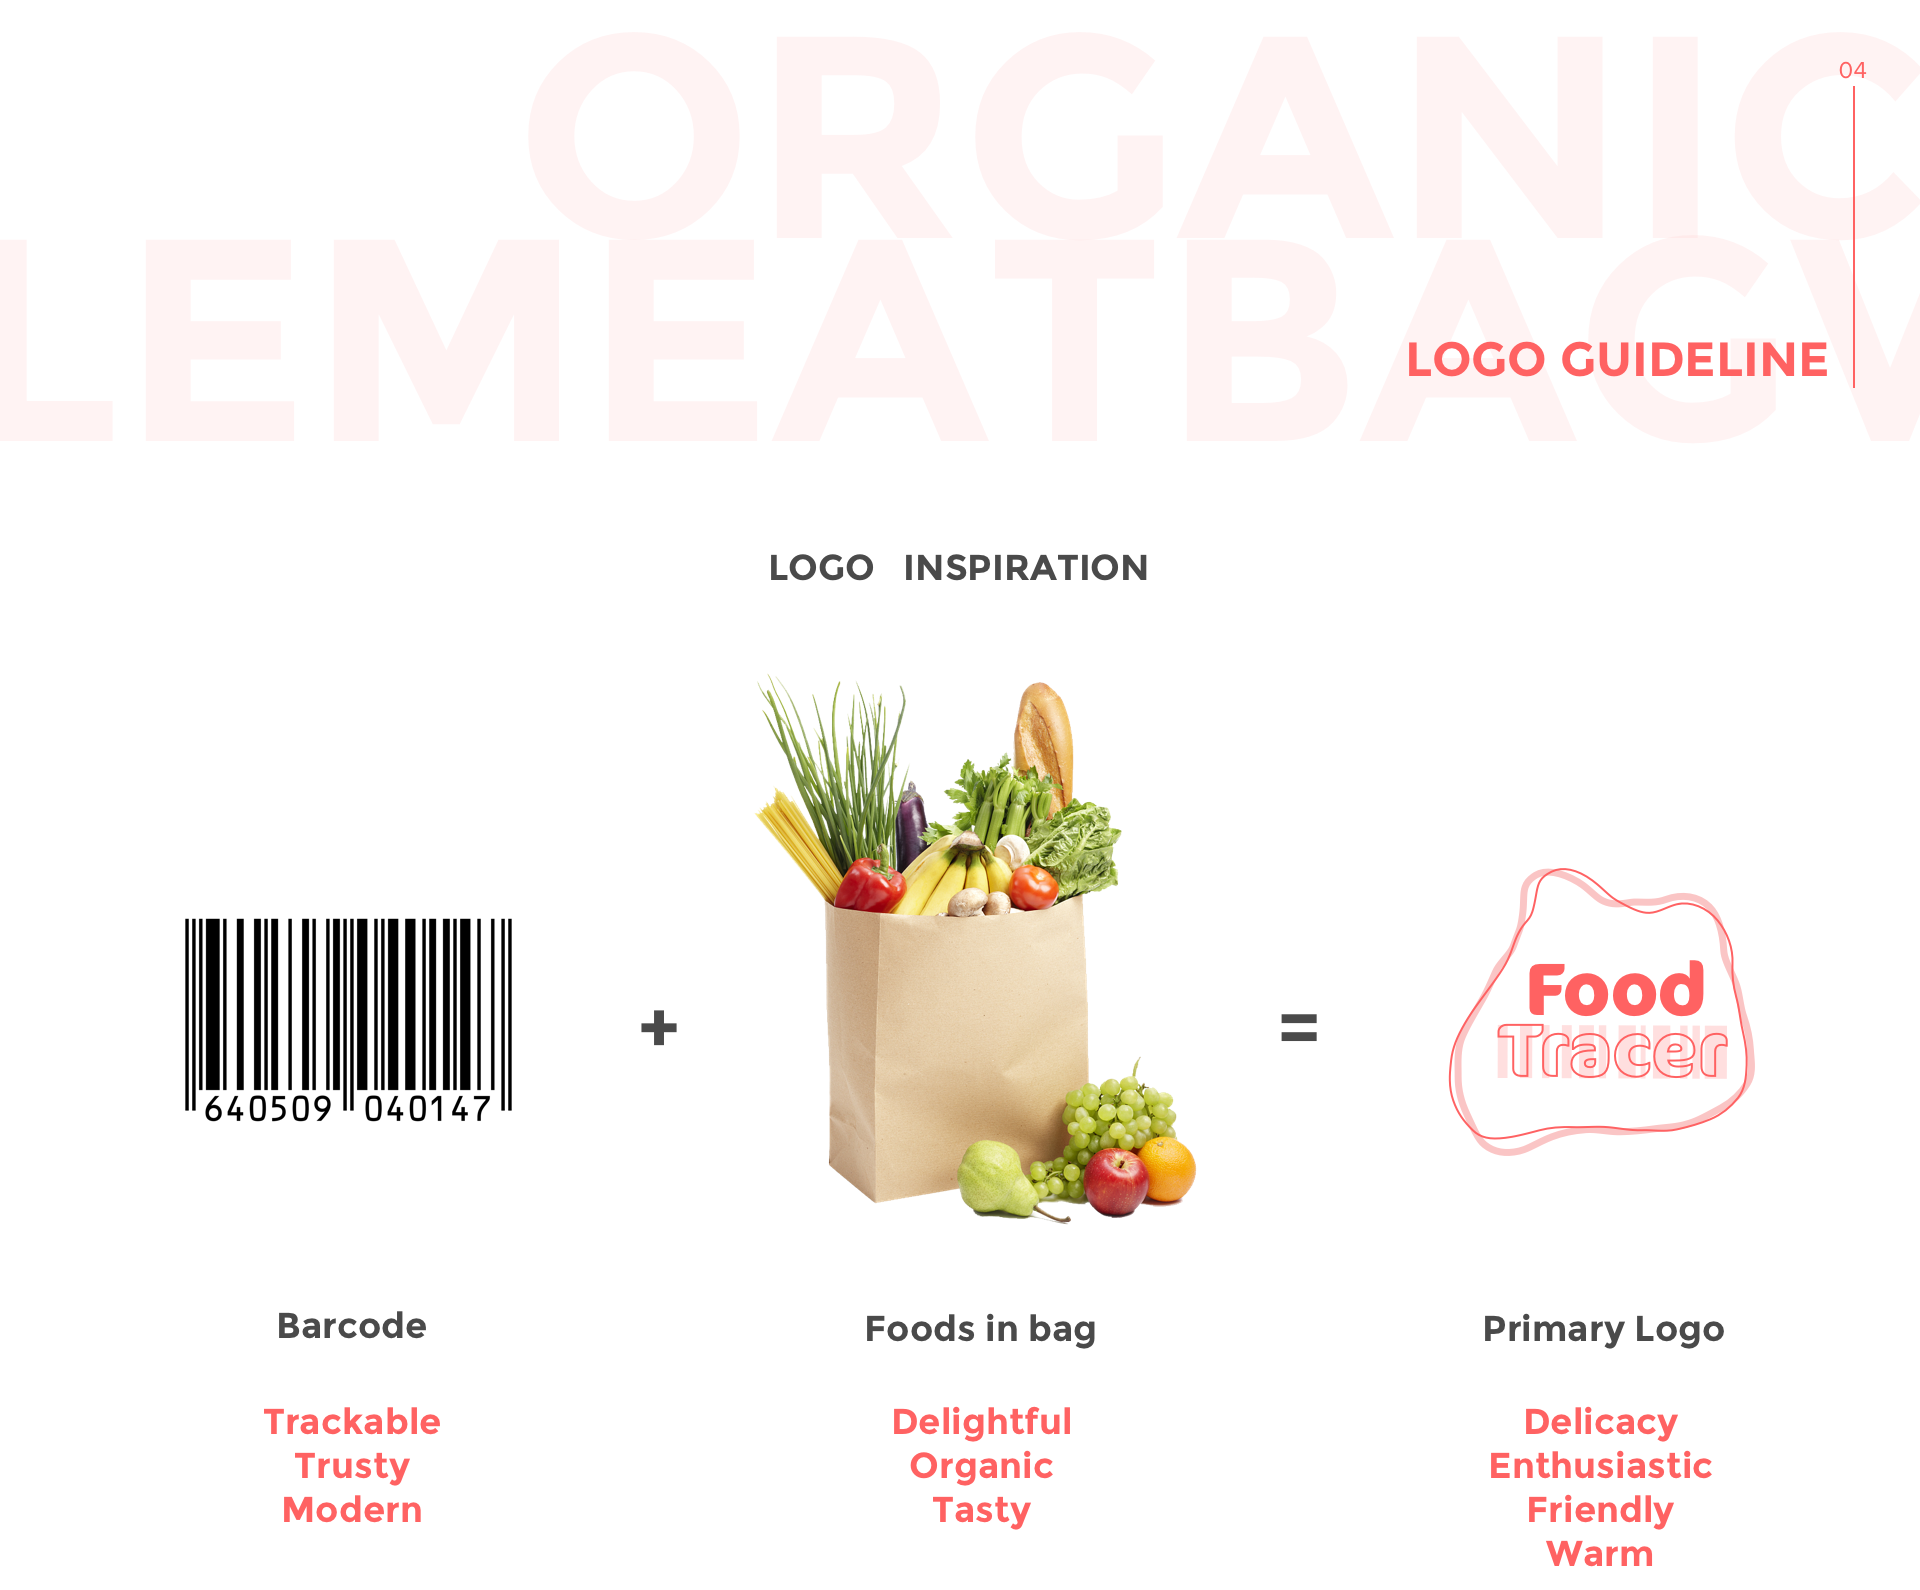 ORGANIC
04
LEMEATBAGW
LOGO GUIDELINE
LOGO INSPIRATION
640509 040147
+
=
Food
Tracer
Barcode
Foods in bag
Primary Logo
Trackable
Trusty
Modern
Delightful
Organic
Tasty
Delicacy
Enthusiastic
Friendly
Warm